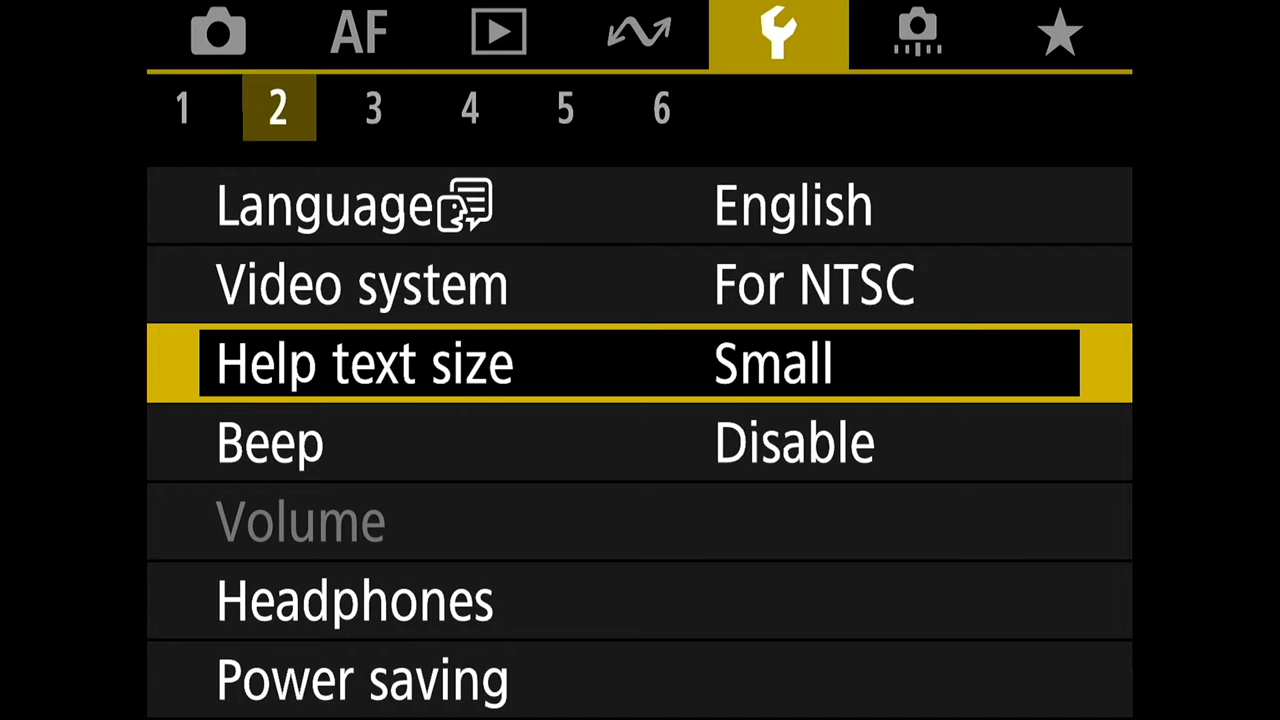 AF
1 2 3 4 5 6
Language English
Video system For NTSC
Help text size Small
Beep Disable
Volume
Headphones
Power saving